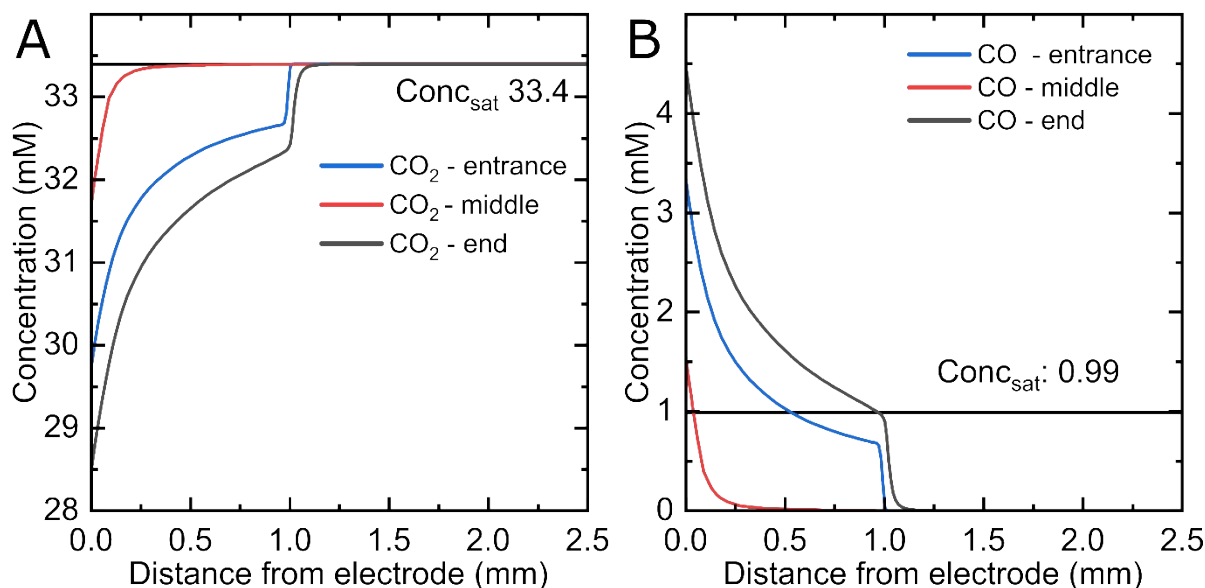 A
Concentration (mM)
33
32
31
30
29
28
Conc_sat 33.4
CO₂ - entrance
CO₂ - middle
CO₂ - end
0.0 0.5 1.0 1.5 2.0 2.5
Distance from electrode (mm)
B
Concentration (mM)
4
3
2
1
0
CO - entrance
CO - middle
CO - end
Conc_sat: 0.99
0.0 0.5 1.0 1.5 2.0 2.5
Distance from electrode (mm)